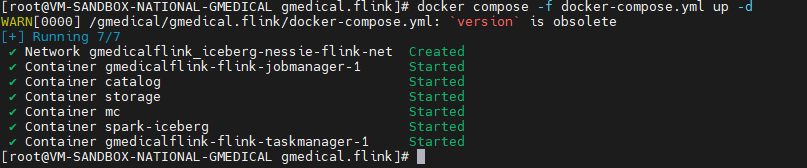 [root@VM-SANDBOX-NATIONAL-GMEDICAL gmedical.flink]# docker compose -f docker-compose.yml up -d
WARN[0000] /gmedical/gmedical.flink/docker-compose.yml: `version` is obsolete
[+] Running 7/7
✔ Network gmedicalflink_iceberg-nessie-flink-net Created
✔ Container gmedicalflink-flink-jobmanager-1 Started
✔ Container catalog Started
✔ Container storage Started
✔ Container mc Started
✔ Container spark-iceberg Started
✔ Container gmedicalflink-flink-taskmanager-1 Started
[root@VM-SANDBOX-NATIONAL-GMEDICAL gmedical.flink]#